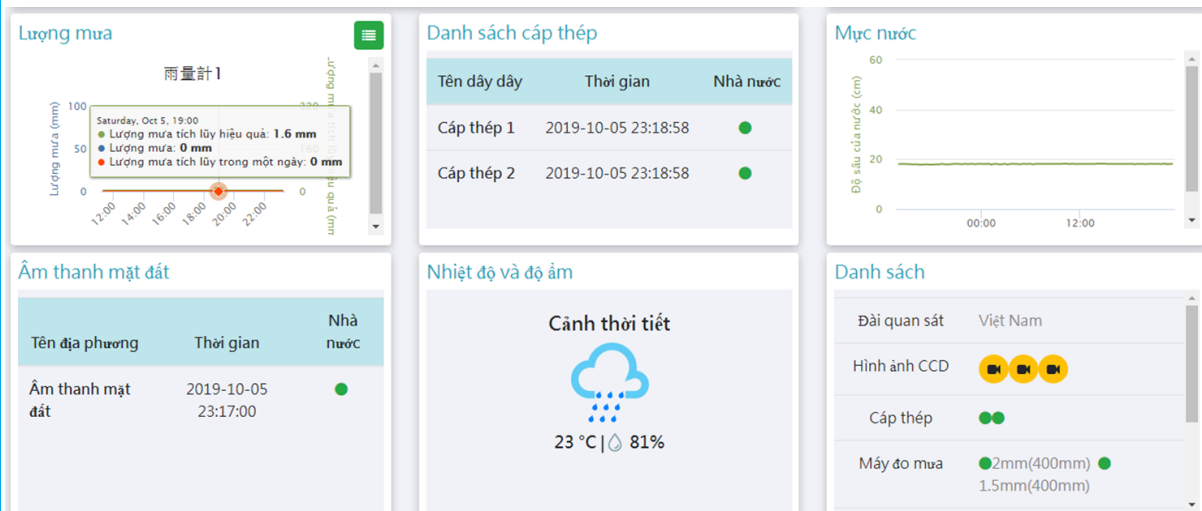 Lượng mưa
雨量計1
Lượng mưa (mm)
100
50
0
Saturday, Oct 5, 19:00
Lượng mưa tích lũy hiệu quả: 1.6 mm
Lượng mưa: 0 mm
Lượng mưa tích lũy trong một ngày: 0 mm
320
160
0
12:00 14:00 16:00 18:00 20:00 22:00
Danh sách cáp thép
Tên dây dây Thời gian Nhà nước
Cáp thép 1 2019-10-05 23:18:58
Cáp thép 2 2019-10-05 23:18:58
Mực nước
Độ sâu của nước (cm)
60
40
20
0
00:00 12:00
Âm thanh mặt đất
Tên địa phương Thời gian Nhà nước
Âm thanh mặt đất 2019-10-05 23:17:00
Nhiệt độ và độ ẩm
Cảnh thời tiết
23 °C | 81%
Danh sách
Đài quan sát Việt Nam
Hình ảnh CCD
Cáp thép
Máy đo mưa 2mm(400mm)
1.5mm(400mm)